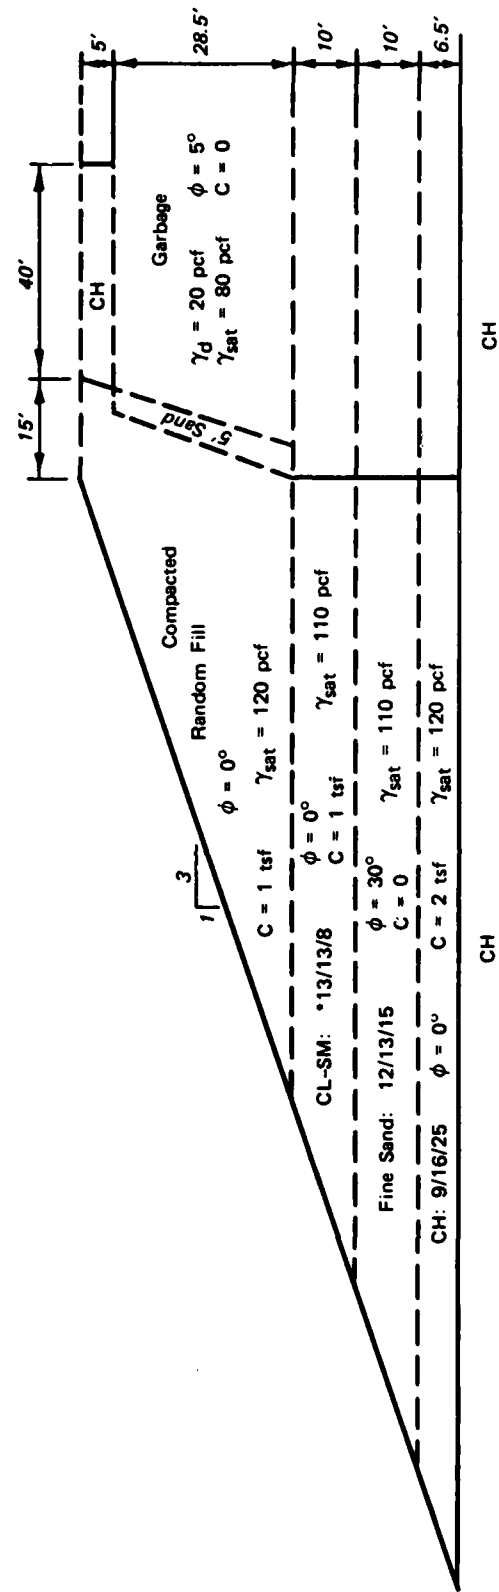 15'
40'
5'
28.5'
10'
10'
6.5'
CH
3
1
Compacted
Random Fill
ϕ = 0°
C = 1 tsf γsat = 120 pcf
5' Sand
Garbage
γd = 20 pcf ϕ = 5°
γsat = 80 pcf C = 0
CL-SM: *13/13/8 ϕ = 0° γsat = 110 pcf
C = 1 tsf
Fine Sand: 12/13/15 ϕ = 30° γsat = 110 pcf
C = 0
CH: 9/16/25 ϕ = 0° C = 2 tsf γsat = 120 pcf
CH
CH